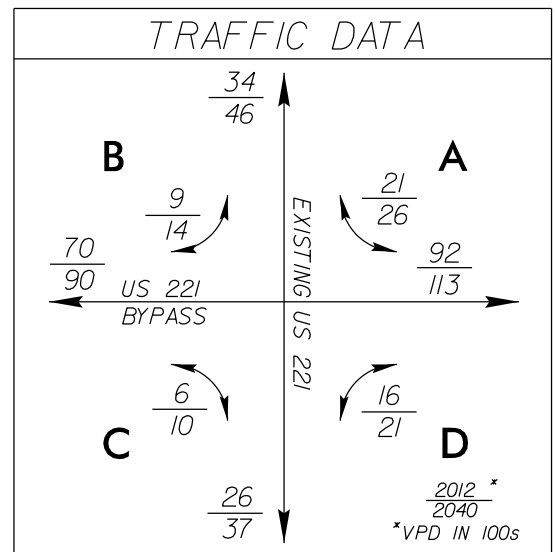 TRAFFIC DATA
34
46
B
A
9
14
21
26
70
90
92
113
US 221
BYPASS
EXISTING US 221
6
10
16
21
C
D
26
37
2012 *
2040
*VPD IN 100s